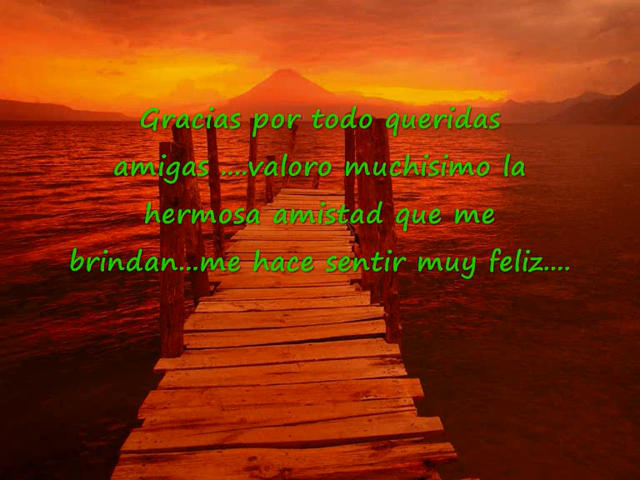 Gracias por todo queridas
amigas ....valoro muchisimo la
hermosa amistad que me
brindan...me hace sentir muy feliz....